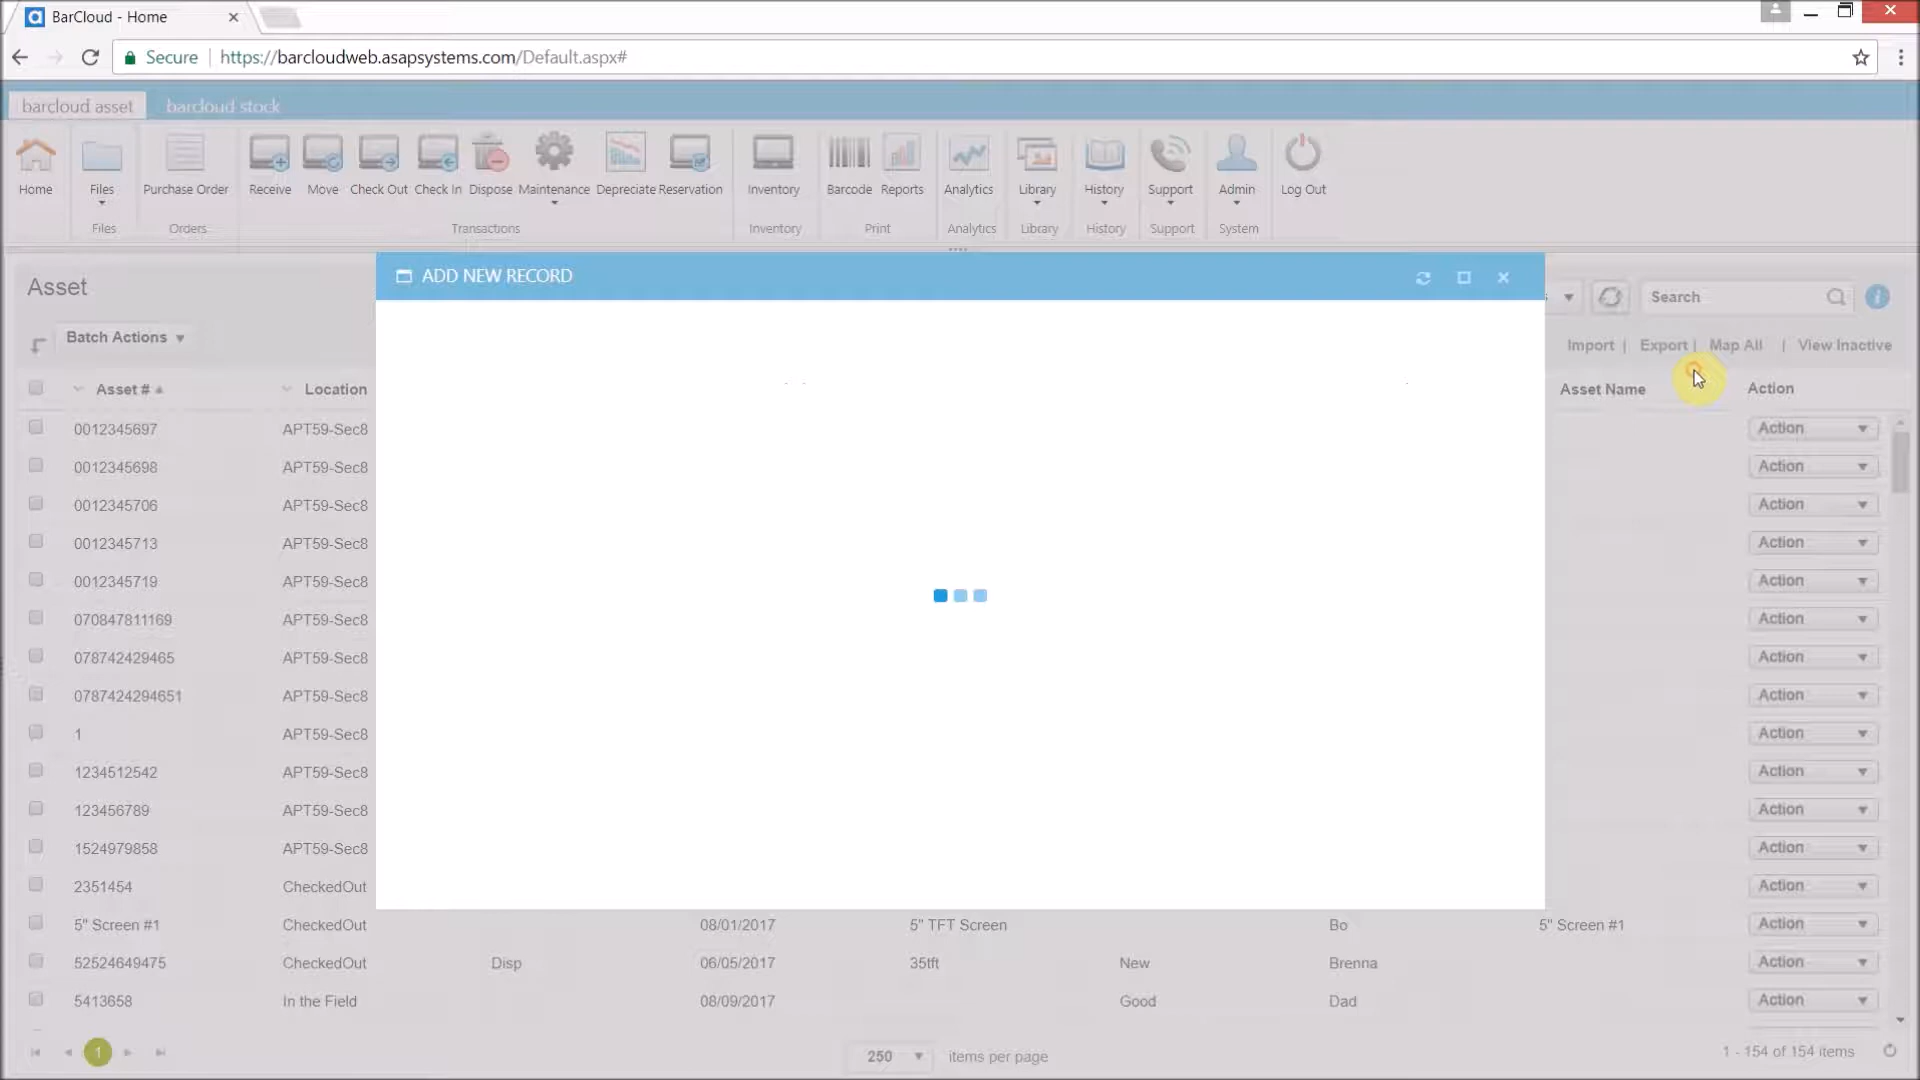 BarCloud - Home
Secure https://barcloudweb.asapsystems.com/Default.aspx#
barcloud asset barcloud stock
Home Files Purchase Order Receive Move Check Out Check In Dispose Maintenance Depreciate Reservation Inventory Barcode Reports Analytics Library History Support Admin Log Out
Files Orders Transactions Inventory Print Analytics Library History Support System
ADD NEW RECORD
Asset Search
Batch Actions Import | Export | Map All | View Inactive
Asset # Location Asset Name Action
0012345697 APT59-Sec8 Action
0012345698 APT59-Sec8 Action
0012345706 APT59-Sec8 Action
0012345713 APT59-Sec8 Action
0012345719 APT59-Sec8 Action
070847811169 APT59-Sec8 Action
078742429465 APT59-Sec8 Action
0787424294651 APT59-Sec8 Action
1 APT59-Sec8 Action
1234512542 APT59-Sec8 Action
123456789 APT59-Sec8 Action
1524979858 APT59-Sec8 Action
2351454 CheckedOut Action
5" Screen #1 CheckedOut 08/01/2017 5" TFT Screen Bo 5" Screen #1 Action
52524649475 CheckedOut Disp 06/05/2017 35tft New Brenna Action
5413658 In the Field 08/09/2017 Good Dad Action
1 250 items per page 1 - 154 of 154 items